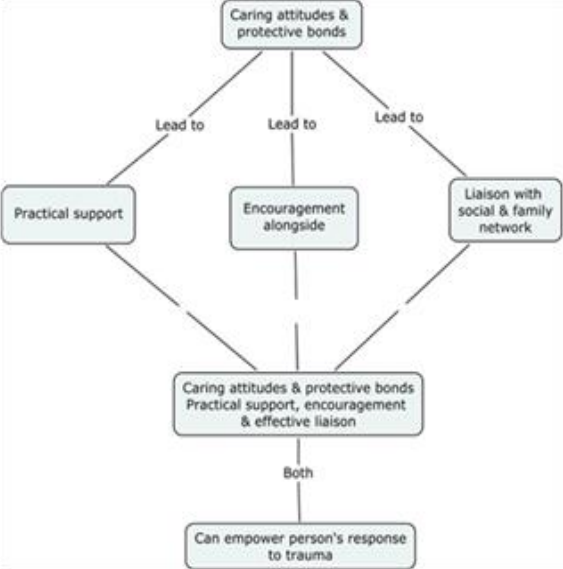 Caring attitudes &
protective bonds
Lead to
Lead to
Lead to
Practical support
Encouragement
alongside
Liaison with
social & family
network
Caring attitudes & protective bonds
Practical support, encouragement
& effective liaison
Both
Can empower person's response
to trauma